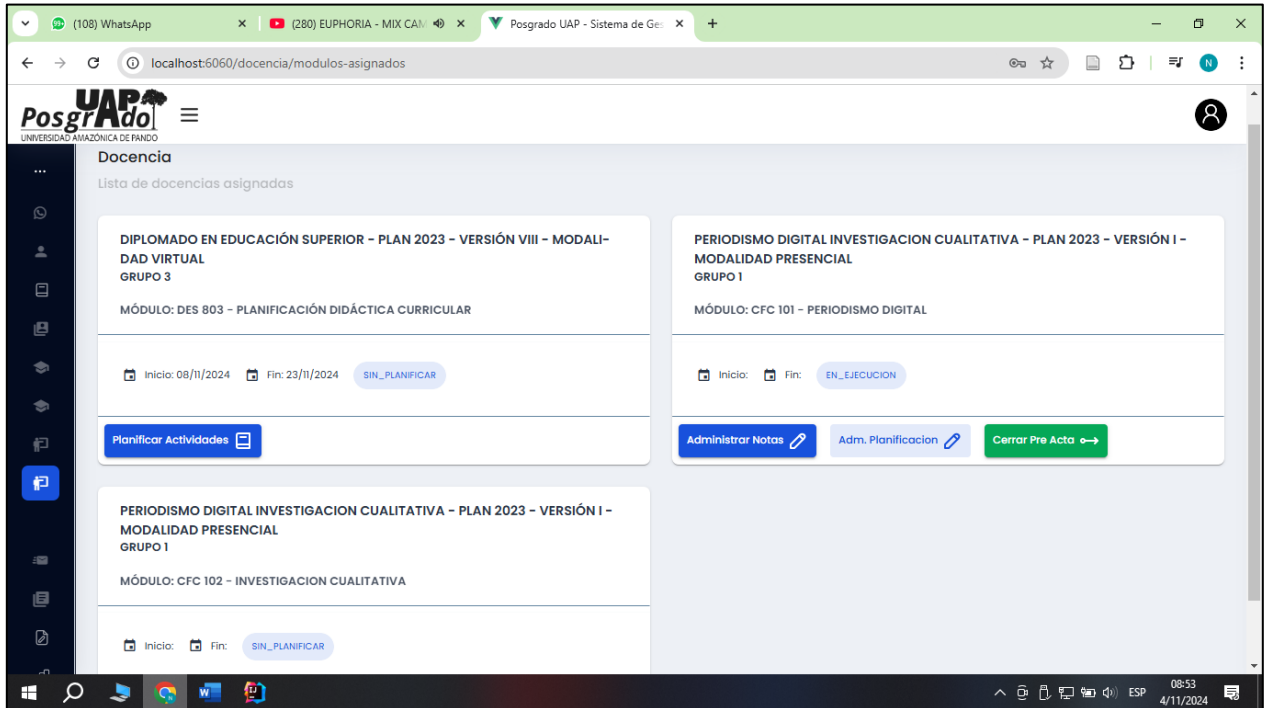 (108) WhatsApp
(280) EUPHORIA - MIX CAM
Posgrado UAP - Sistema de Ges
localhost:6060/docencia/modulos-asignados
N
UAP
PosgrAdo
UNIVERSIDAD AMAZÓNICA DE PANDO
Docencia
Lista de docencias asignadas
DIPLOMADO EN EDUCACIÓN SUPERIOR - PLAN 2023 - VERSIÓN VIII - MODALI-
DAD VIRTUAL
GRUPO 3
MÓDULO: DES 803 - PLANIFICACIÓN DIDÁCTICA CURRICULAR
Inicio: 08/11/2024 Fin: 23/11/2024 SIN_PLANIFICAR
Planificar Actividades
PERIODISMO DIGITAL INVESTIGACION CUALITATIVA - PLAN 2023 - VERSIÓN I -
MODALIDAD PRESENCIAL
GRUPO 1
MÓDULO: CFC 101 - PERIODISMO DIGITAL
Inicio: Fin: EN_EJECUCION
Administrar Notas Adm. Planificacion Cerrar Pre Acta
PERIODISMO DIGITAL INVESTIGACION CUALITATIVA - PLAN 2023 - VERSIÓN I -
MODALIDAD PRESENCIAL
GRUPO 1
MÓDULO: CFC 102 - INVESTIGACION CUALITATIVA
Inicio: Fin: SIN_PLANIFICAR
ESP
08:53
4/11/2024